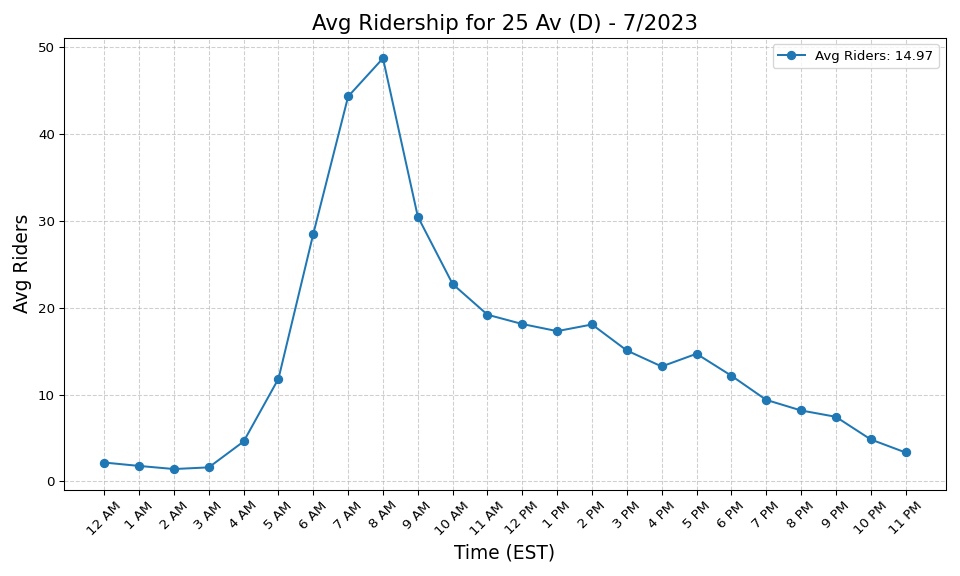 Avg Ridership for 25 Av (D) - 7/2023
Avg Riders: 14.97
Avg Riders
50
40
30
20
10
0
12 AM 1 AM 2 AM 3 AM 4 AM 5 AM 6 AM 7 AM 8 AM 9 AM 10 AM 11 AM 12 PM 1 PM 2 PM 3 PM 4 PM 5 PM 6 PM 7 PM 8 PM 9 PM 10 PM 11 PM
Time (EST)